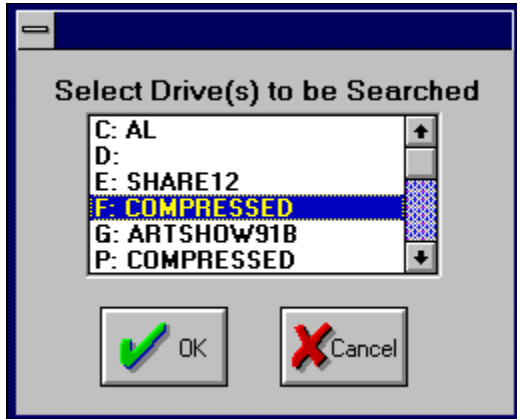 Select Drive(s) to be Searched
C: AL
D:
E: SHARE12
F: COMPRESSED
G: ARTSHOW91B
P: COMPRESSED
OK
Cancel